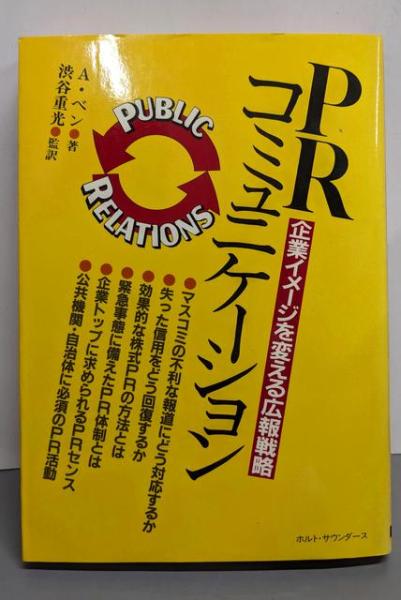 PRコミュニケーション
企業イメージを変える広報戦略
A・ベン●著
渋谷重光●監訳
PUBLIC
RELATIONS
●マスコミの不利な報道にどう対応するか
●失った信用をどう回復するか
●効果的な株式PRの方法とは
●緊急事態に備えたPR体制とは
●企業トップに求められるPRセンス
●公共機関・自治体に必須のPR活動
ホルト・サウンダース